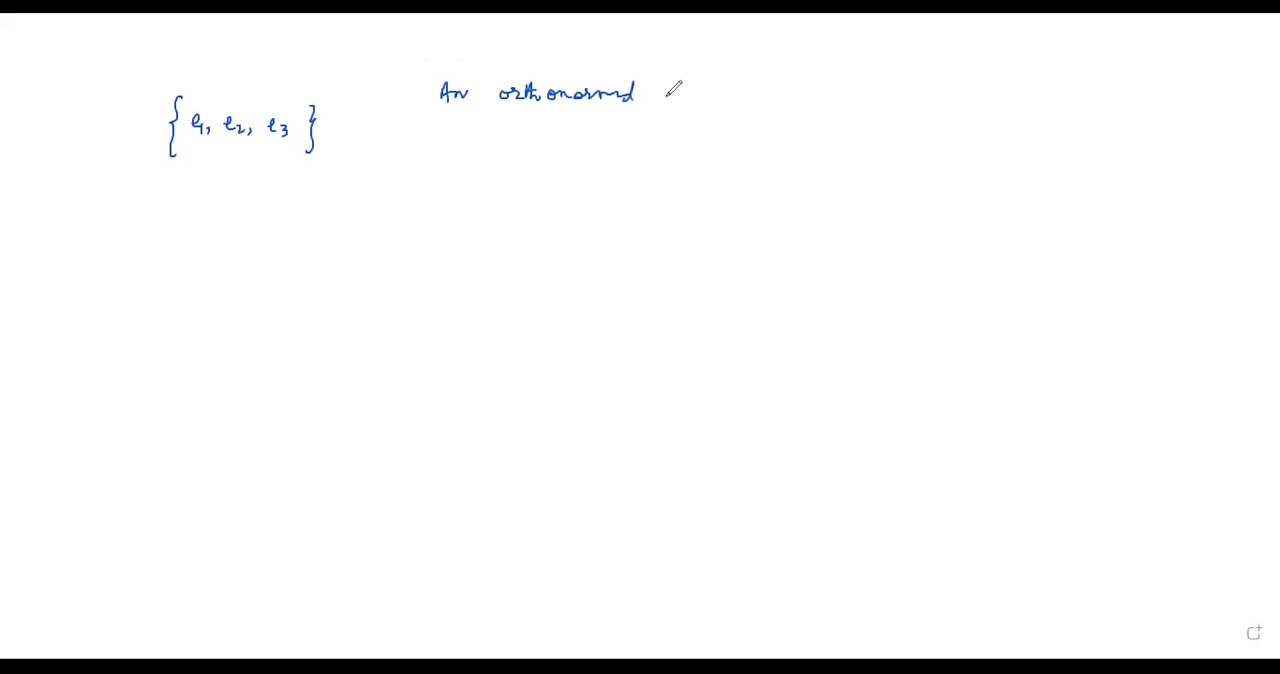 An orthonormal
{e1, e2, e3}